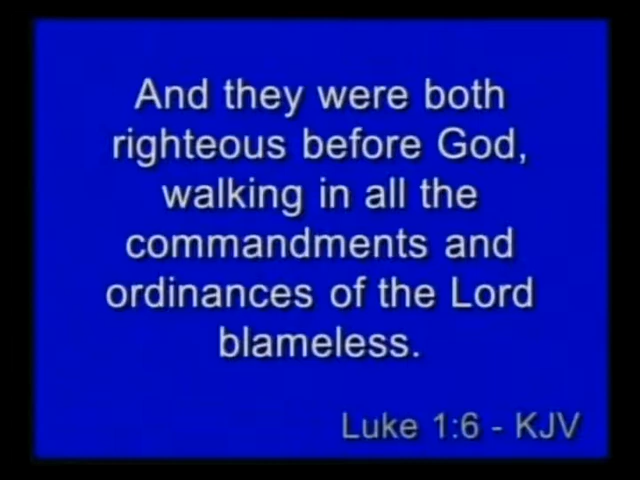 And they were both
righteous before God,
walking in all the
commandments and
ordinances of the Lord
blameless.
Luke 1:6 - KJV